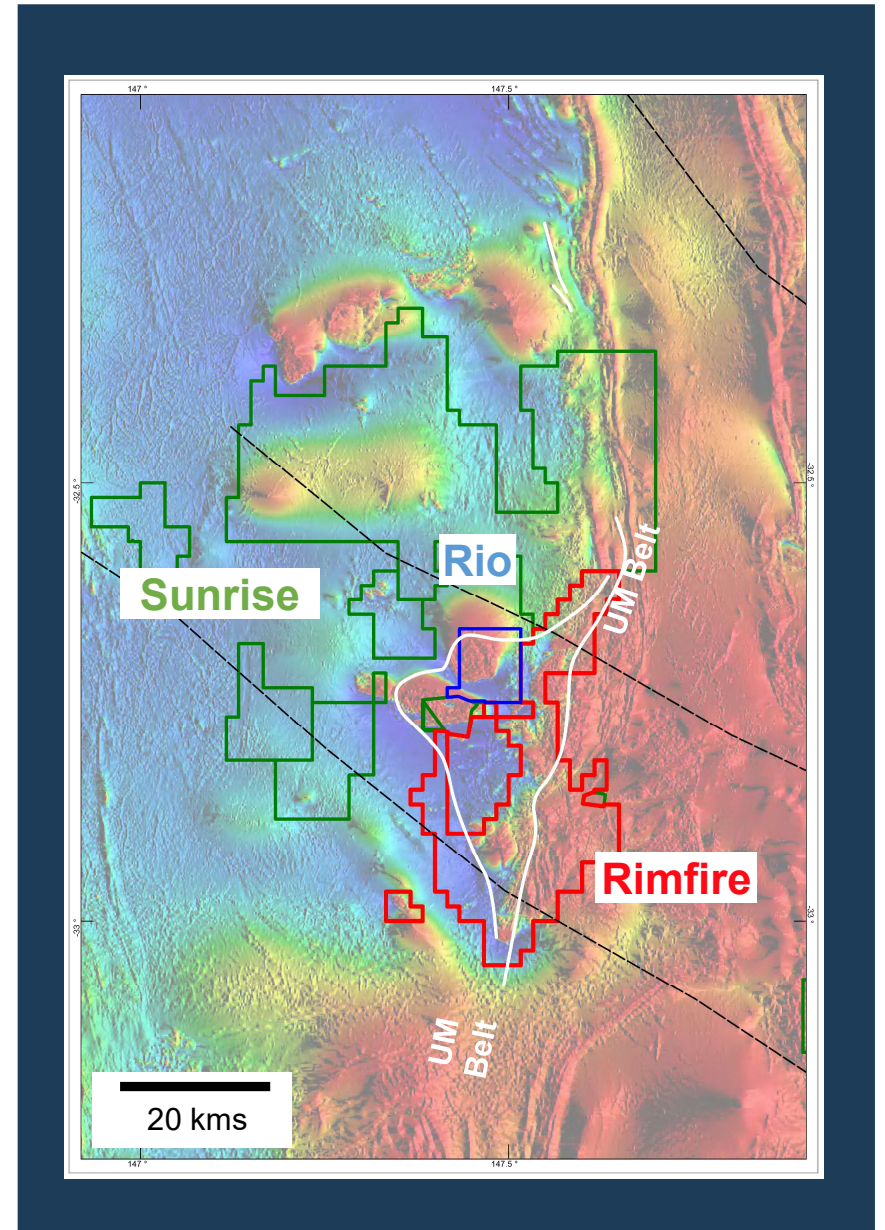 147 °
147.5 °
-32.5 °
-32.5 °
Rio
UM Belt
Sunrise
Rimfire
-33 °
-33 °
UM
Belt
20 kms
147 °
147.5 °